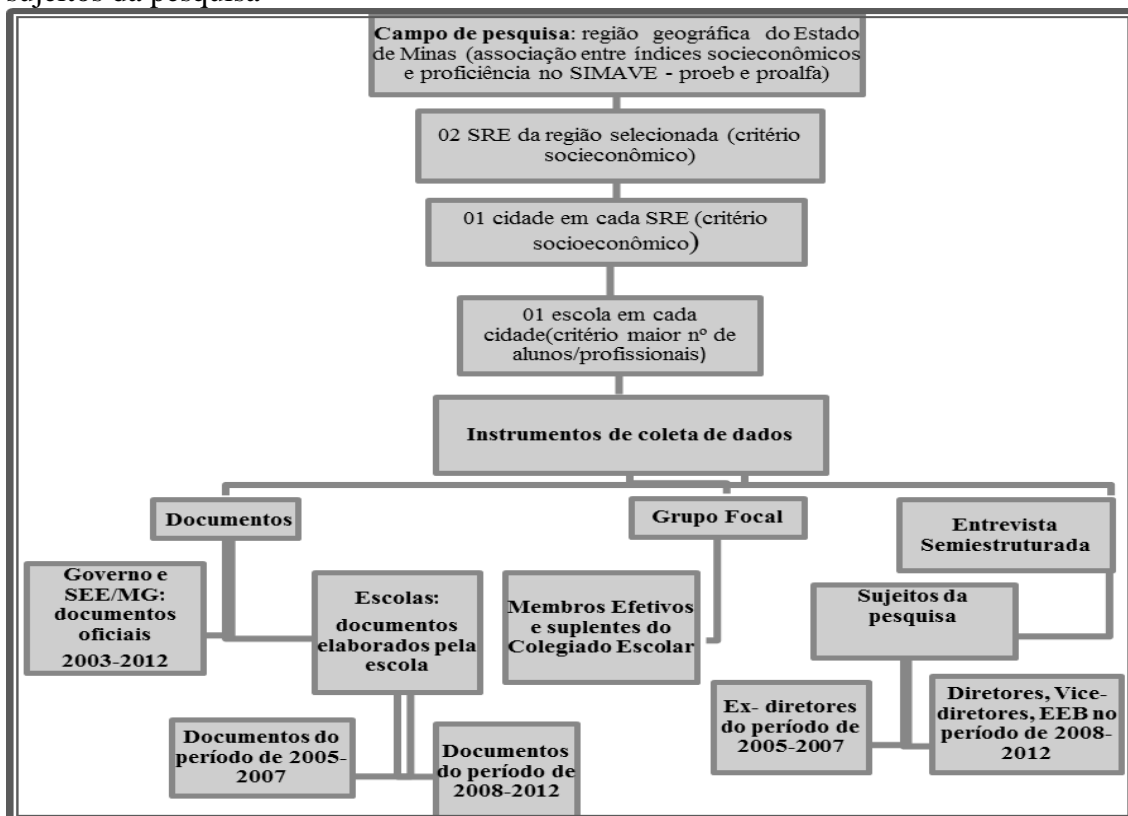 sujeitos da pesquisa
Campo de pesquisa: região geográfica do Estado
de Minas (associação entre índices socieconômicos
e proficiência no SIMAVE - proeb e proalfa)
02 SRE da região selecionada (critério
socieconômico)
01 cidade em cada SRE (critério
socioeconômico)
01 escola em cada
cidade(critério maior nº de
alunos/profissionais)
Instrumentos de coleta de dados
Documentos
Grupo Focal
Entrevista
Semiestruturada
Governo e
SEE/MG:
documentos
oficiais
2003-2012
Escolas:
documentos
elaborados pela
escola
Membros Efetivos
e suplentes do
Colegiado Escolar
Sujeitos da
pesquisa
Documentos do
período de 2005-
2007
Documentos
do período de
2008-2012
Ex- diretores
do período de
2005-2007
Diretores, Vice-
diretores, EEB no
período de 2008-
2012